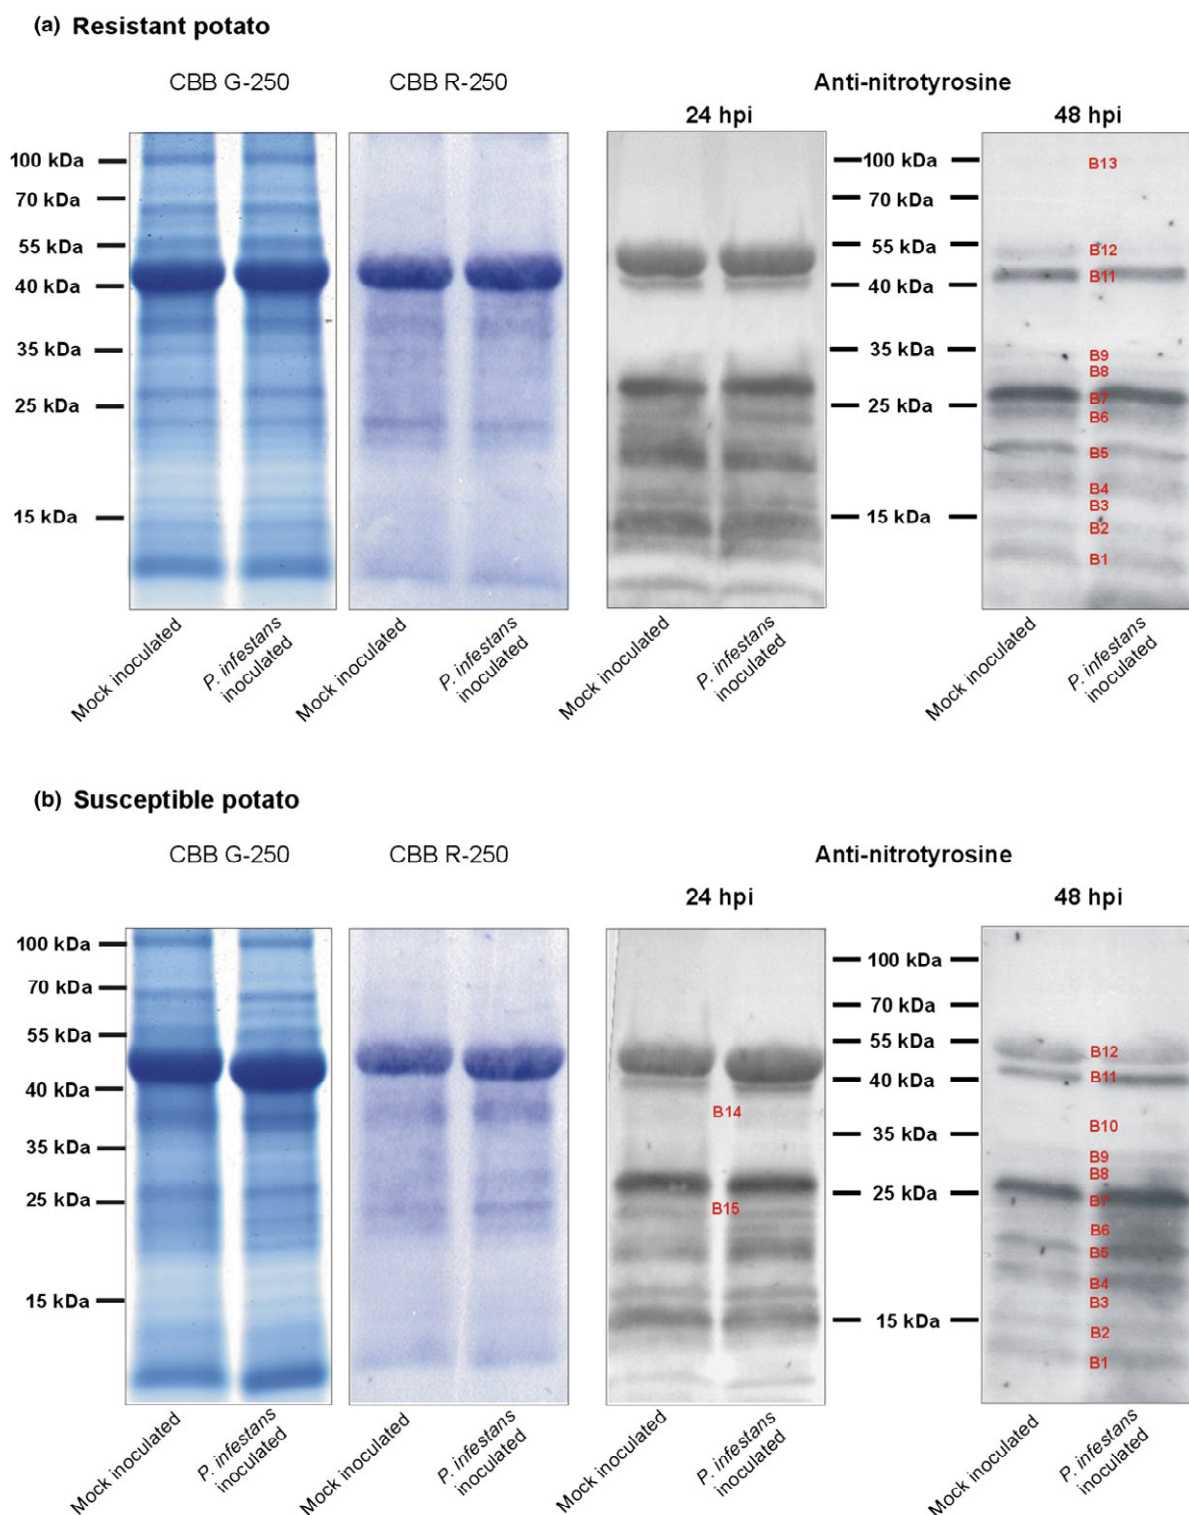 (a) Resistant potato
CBB G-250
CBB R-250
Anti-nitrotyrosine
24 hpi
48 hpi
100 kDa
70 kDa
55 kDa
40 kDa
35 kDa
25 kDa
15 kDa
100 kDa
70 kDa
55 kDa
40 kDa
35 kDa
25 kDa
15 kDa
B13
B12
B11
B9
B8
B7
B6
B5
B4
B3
B2
B1
Mock inoculated
P. infestans
inoculated
Mock inoculated
P. infestans
inoculated
Mock inoculated
P. infestans
inoculated
Mock inoculated
P. infestans
inoculated
(b) Susceptible potato
CBB G-250
CBB R-250
Anti-nitrotyrosine
24 hpi
48 hpi
100 kDa
70 kDa
55 kDa
40 kDa
35 kDa
25 kDa
15 kDa
B14
B15
100 kDa
70 kDa
55 kDa
40 kDa
35 kDa
25 kDa
15 kDa
B12
B11
B10
B9
B8
B7
B6
B5
B4
B3
B2
B1
Mock inoculated
P. infestans
inoculated
Mock inoculated
P. infestans
inoculated
Mock inoculated
P. infestans
inoculated
Mock inoculated
P. infestans
inoculated